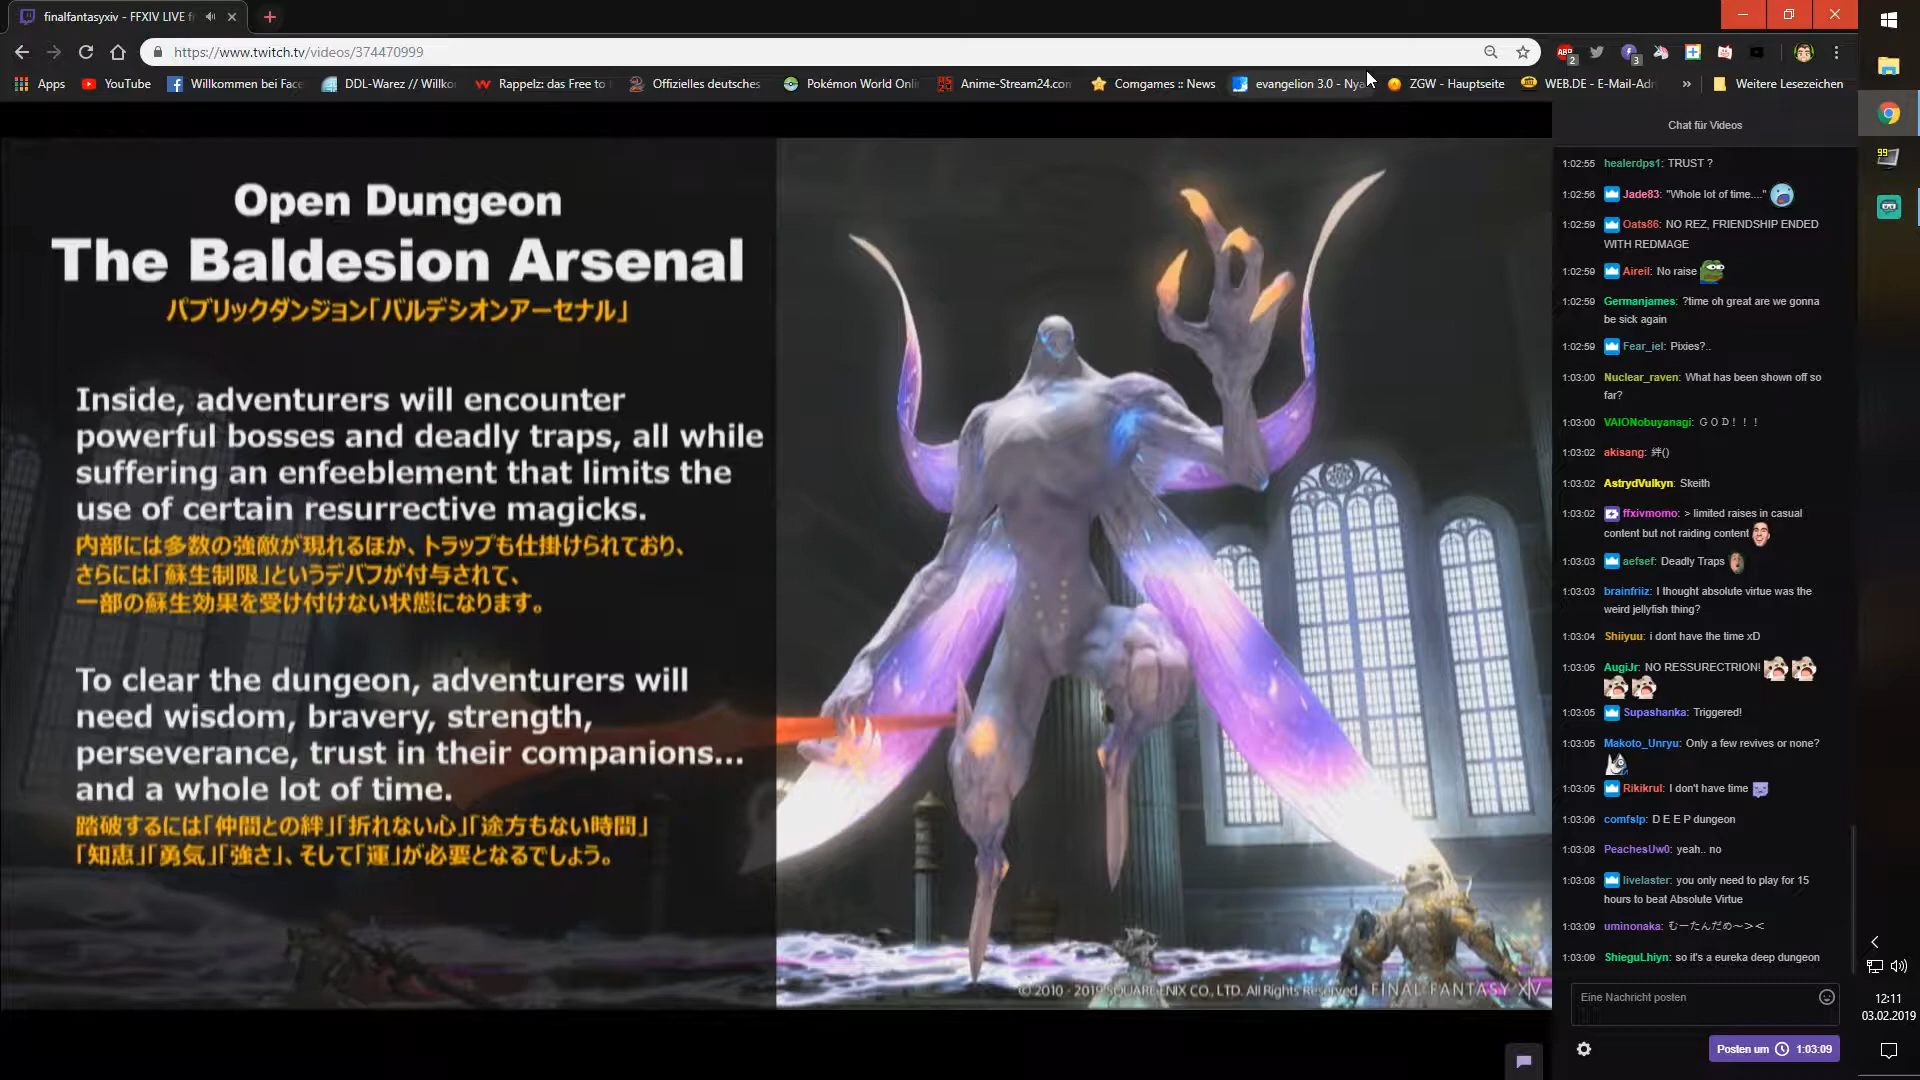 finalfantasyxiv - FFXIV LIVE fr
https://www.twitch.tv/videos/374470999
ABP
2
3
Apps
YouTube
Willkommen bei Face
DDL-Warez // Willko
Rappelz: das Free to
Offizielles deutsches
Pokémon World Onli
Anime-Stream24.com
Comgames :: News
evangelion 3.0 - Nya
ZGW - Hauptseite
WEB.DE - E-Mail-Adr
»
Weitere Lesezeichen
Open Dungeon
The Baldesion Arsenal
パブリックダンジョン「バルデシオンアーセナル」
Inside, adventurers will encounter
powerful bosses and deadly traps, all while
suffering an enfeeblement that limits the
use of certain resurrective magicks.
内部には多数の強敵が現れるほか、トラップも仕掛けられており、
さらには「蘇生制限」というデバフが付与されて、
一部の蘇生効果を受け付けない状態になります。
To clear the dungeon, adventurers will
need wisdom, bravery, strength,
perseverance, trust in their companions...
and a whole lot of time.
踏破するには「仲間との絆」「折れない心」「途方もない時間」
「知恵」「勇気」「強さ」、そして「運」が必要となるでしょう。
© 2010 - 2019 SQUARE ENIX CO., LTD. All Rights Reserved. FINAL FANTASY XIV
Chat für Videos
1:02:55 healerdps1: TRUST ?
1:02:56 Jade83: "Whole lot of time...."
1:02:59 Oats86: NO REZ, FRIENDSHIP ENDED
WITH REDMAGE
1:02:59 Aireil: No raise
1:02:59 Germanjames: ?time oh great are we gonna
be sick again
1:02:59 Fear_iel: Pixies?..
1:03:00 Nuclear_raven: What has been shown off so
far?
1:03:00 VAIONobuyanagi: ＧＯＤ！！！
1:03:02 akisang: 絆()
1:03:02 AstrydVulkyn: Skeith
1:03:02 ffxivmomo: > limited raises in casual
content but not raiding content
1:03:03 aefsef: Deadly Traps
1:03:03 brainfriiz: I thought absolute virtue was the
weird jellyfish thing?
1:03:04 Shiiyuu: i dont have the time xD
1:03:05 AugiJr: NO RESSURECTRION!
1:03:05 Supashanka: Triggered!
1:03:05 Makoto_Unryu: Only a few revives or none?
1:03:05 Rikikrul: I don't have time
1:03:06 comfslp: D E E P dungeon
1:03:08 PeachesUw0: yeah.. no
1:03:08 livelaster: you only need to play for 15
hours to beat Absolute Virtue
1:03:09 uminonaka: むーたんだめ～><
1:03:09 ShieguLhiyn: so it's a eureka deep dungeon
Eine Nachricht posten
Posten um 1:03:09
99
12:11
03.02.2019